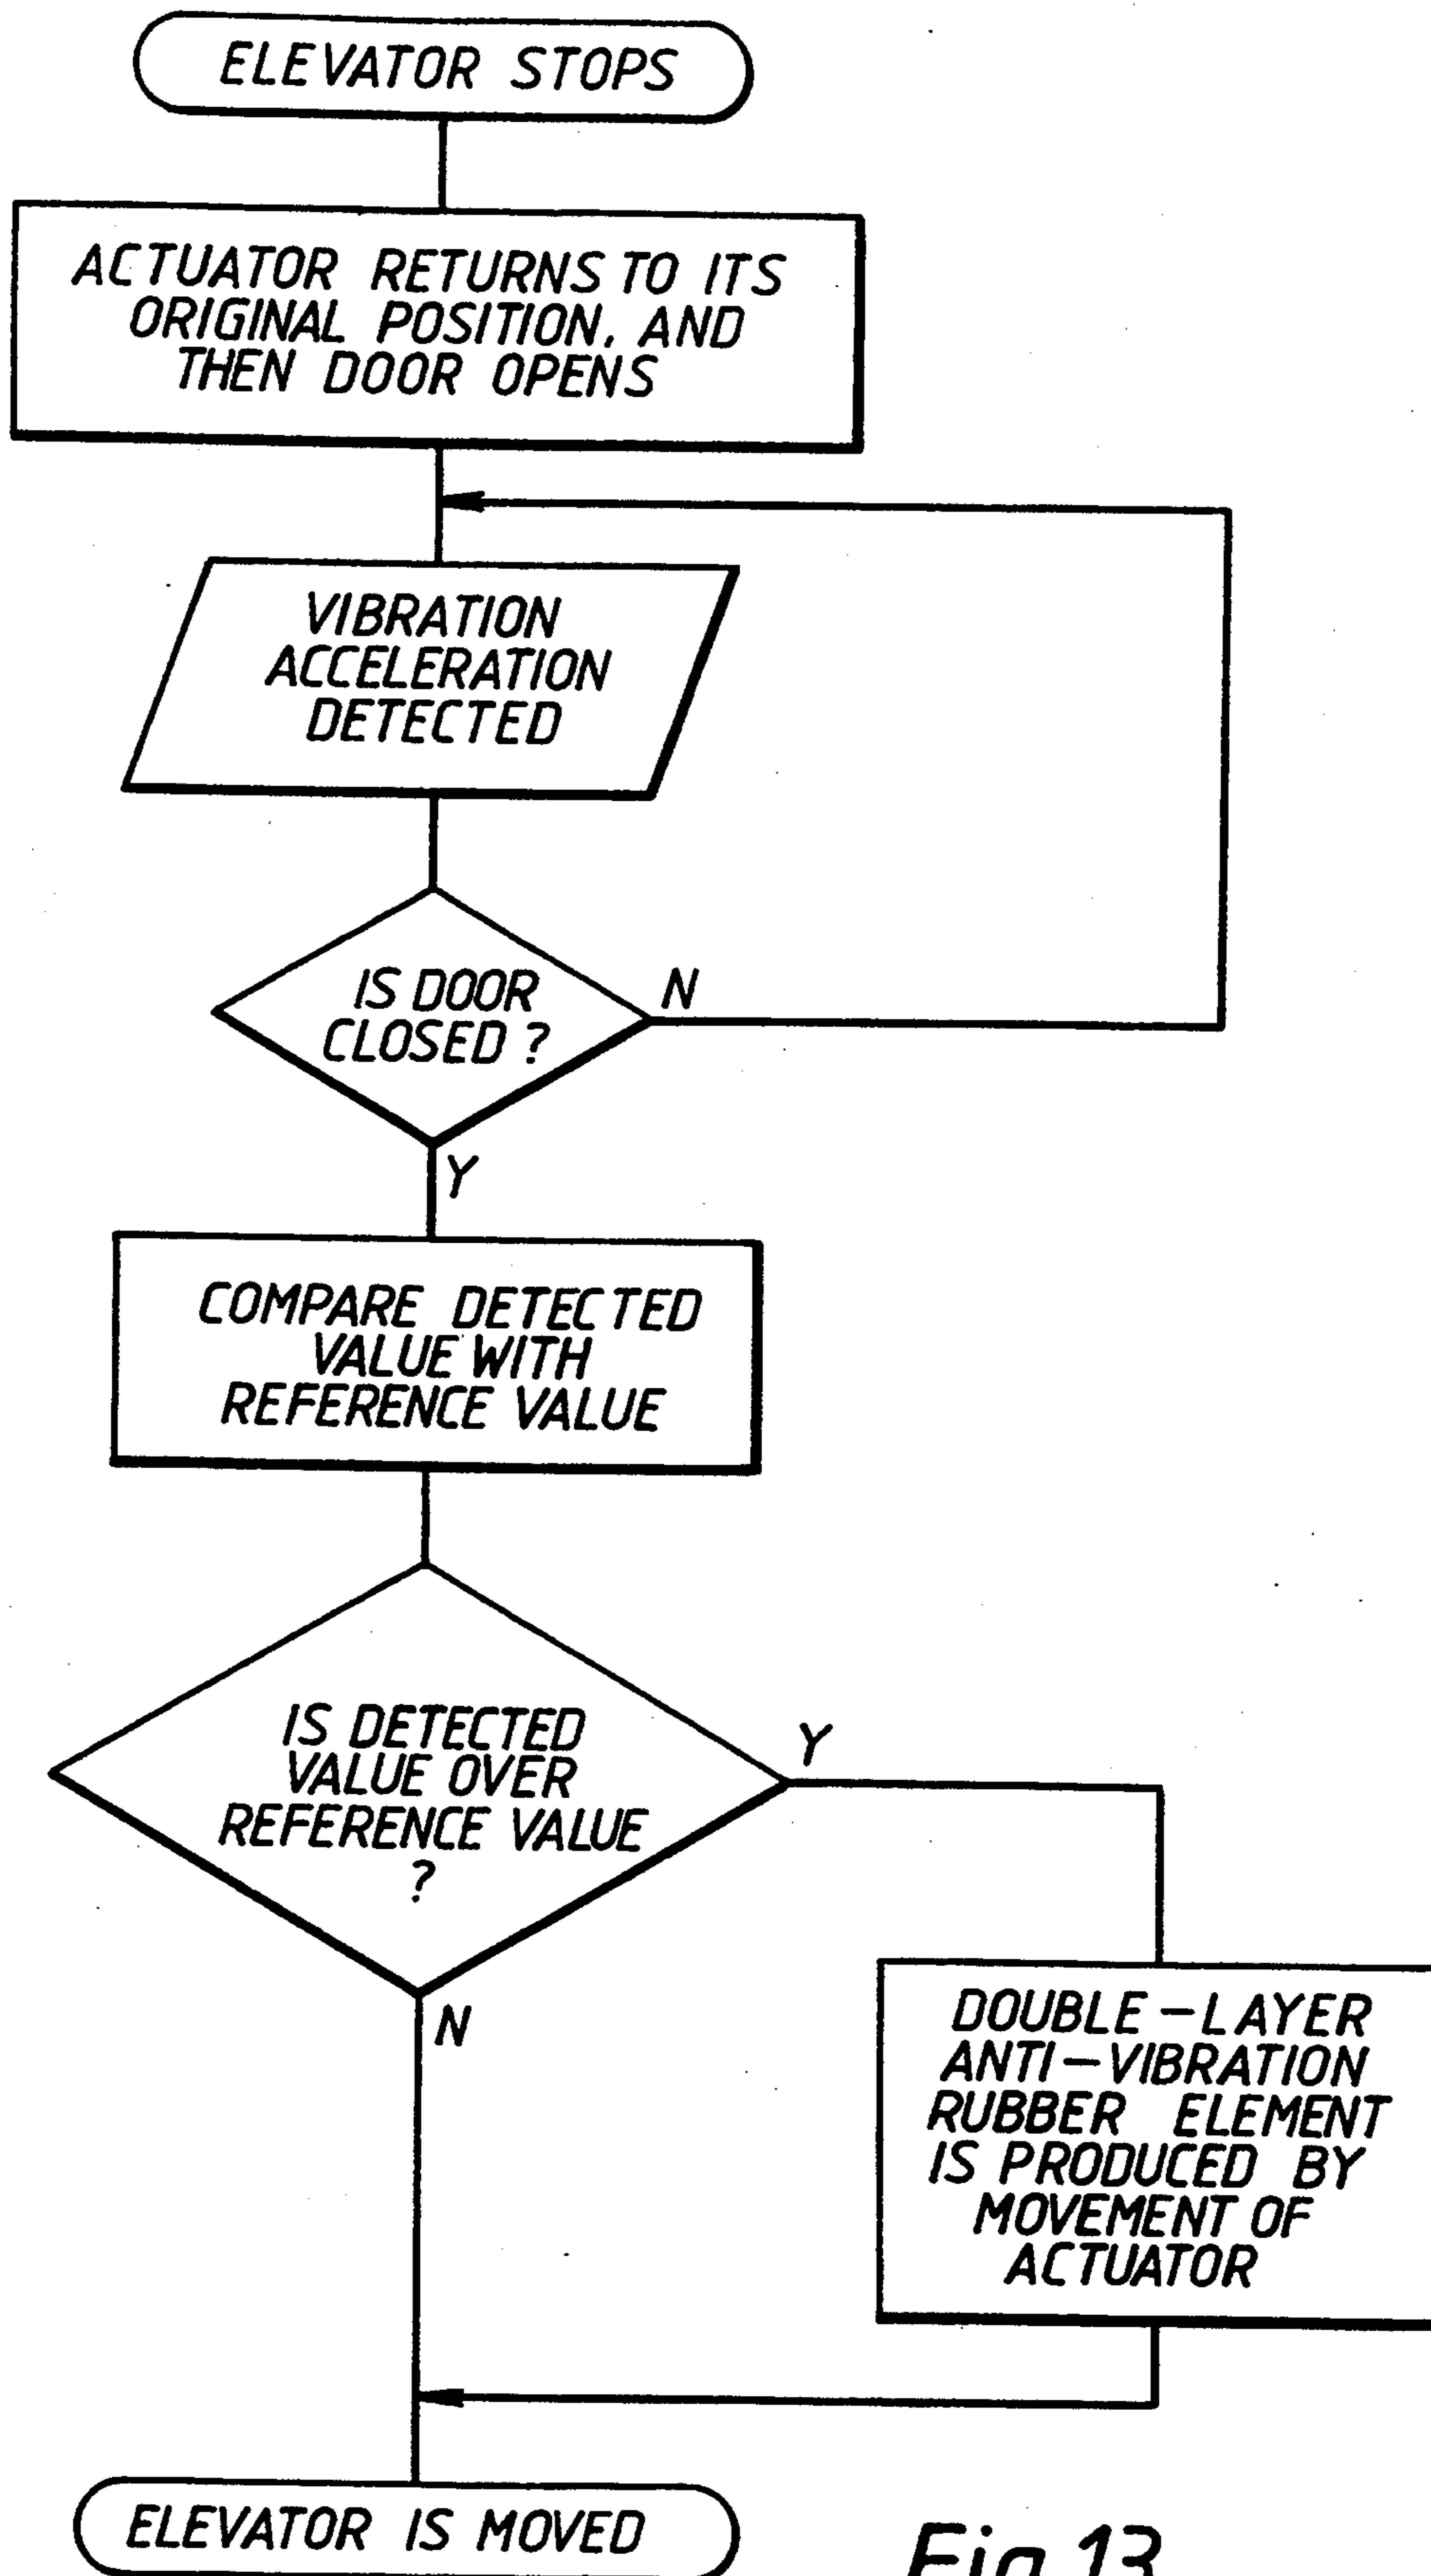 ELEVATOR STOPS
ACTUATOR RETURNS TO ITS
ORIGINAL POSITION, AND
THEN DOOR OPENS
VIBRATION
ACCELERATION
DETECTED
IS DOOR
CLOSED ?
N
Y
COMPARE DETECTED
VALUE WITH
REFERENCE VALUE
IS DETECTED
VALUE OVER
REFERENCE VALUE
?
Y
N
DOUBLE-LAYER
ANTI-VIBRATION
RUBBER ELEMENT
IS PRODUCED BY
MOVEMENT OF
ACTUATOR
ELEVATOR IS MOVED
Fig.13